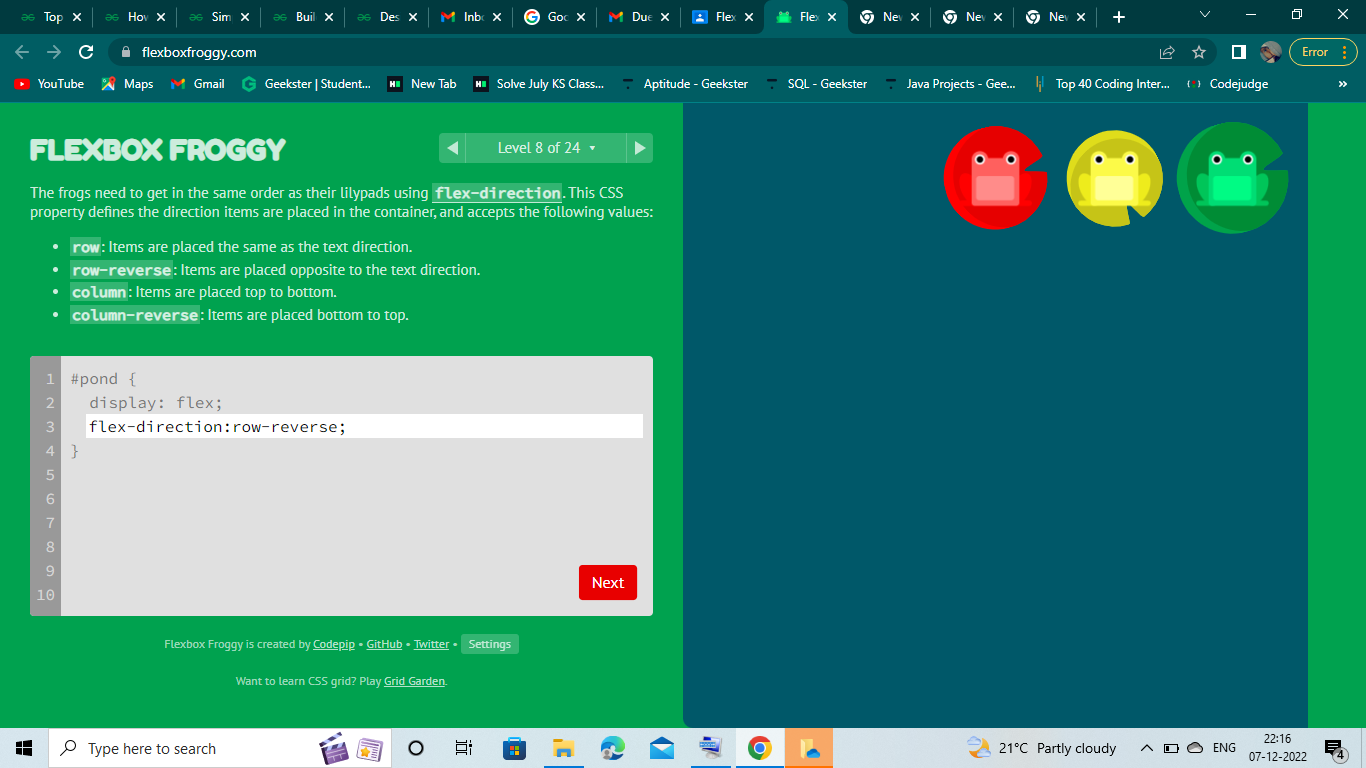 Top
How
Sim
Buil
Des
Inbo
Goo
Due
Flex
Flex
New
New
New
flexboxfroggy.com
Error
YouTube
Maps
Gmail
Geekster | Student...
New Tab
Solve July KS Class...
Aptitude - Geekster
SQL - Geekster
Java Projects - Gee...
Top 40 Coding Inter...
Codejudge
»
FLEXBOX FROGGY
Level 8 of 24
The frogs need to get in the same order as their lilypads using flex-direction. This CSS
property defines the direction items are placed in the container, and accepts the following values:
• row: Items are placed the same as the text direction.
• row-reverse: Items are placed opposite to the text direction.
• column: Items are placed top to bottom.
• column-reverse: Items are placed bottom to top.
1 #pond {
2 display: flex;
3 flex-direction:row-reverse;
4 }
5
6
7
8
9
10
Next
Flexbox Froggy is created by Codepip • GitHub • Twitter • Settings
Want to learn CSS grid? Play Grid Garden.
Type here to search
21°C Partly cloudy
ENG
22:16
07-12-2022
4